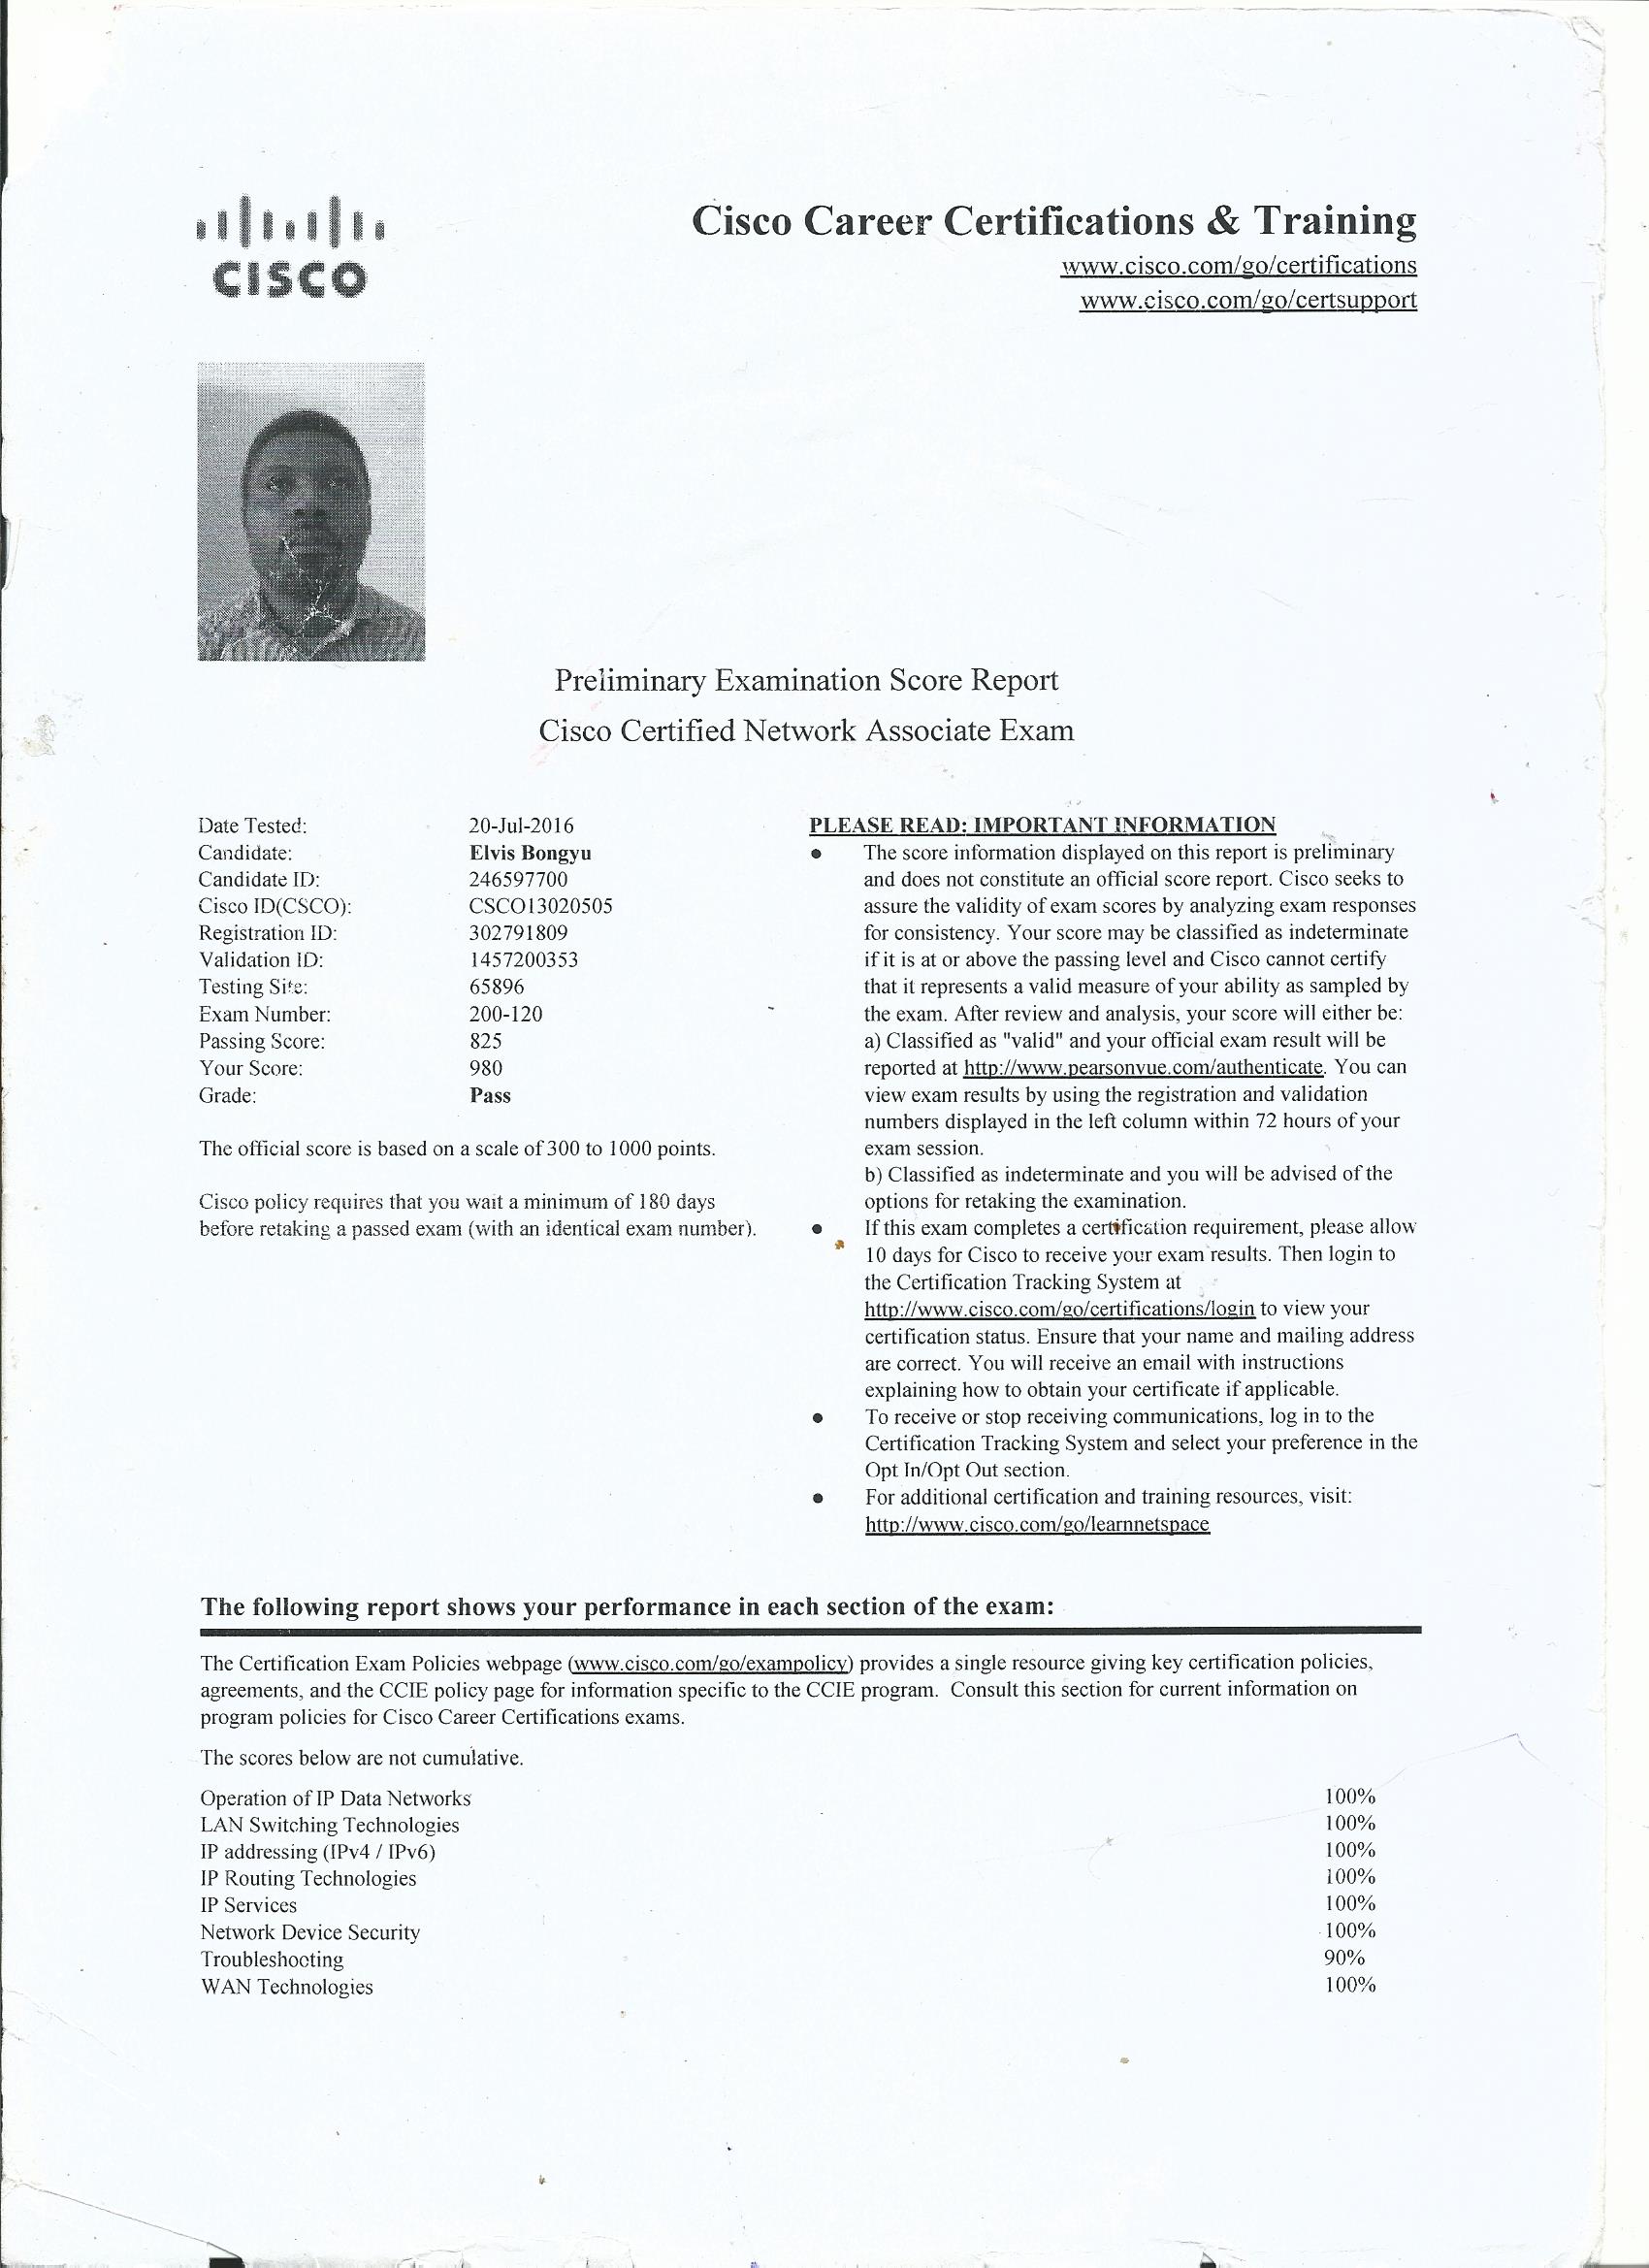 CISCO
Cisco Career Certifications & Training
www.cisco.com/go/certifications
www.cisco.com/go/certsupport
Preliminary Examination Score Report
Cisco Certified Network Associate Exam
Date Tested: 20-Jul-2016
Candidate: Elvis Bongyu
Candidate ID: 246597700
Cisco ID(CSCO): CSCO13020505
Registration ID: 302791809
Validation ID: 1457200353
Testing Site: 65896
Exam Number: 200-120
Passing Score: 825
Your Score: 980
Grade: Pass
The official score is based on a scale of 300 to 1000 points.
Cisco policy requires that you wait a minimum of 180 days
before retaking a passed exam (with an identical exam number).
PLEASE READ: IMPORTANT INFORMATION
● The score information displayed on this report is preliminary
and does not constitute an official score report. Cisco seeks to
assure the validity of exam scores by analyzing exam responses
for consistency. Your score may be classified as indeterminate
if it is at or above the passing level and Cisco cannot certify
that it represents a valid measure of your ability as sampled by
the exam. After review and analysis, your score will either be:
a) Classified as "valid" and your official exam result will be
reported at http://www.pearsonvue.com/authenticate. You can
view exam results by using the registration and validation
numbers displayed in the left column within 72 hours of your
exam session.
b) Classified as indeterminate and you will be advised of the
options for retaking the examination.
● If this exam completes a certification requirement, please allow
10 days for Cisco to receive your exam results. Then login to
the Certification Tracking System at
http://www.cisco.com/go/certifications/login to view your
certification status. Ensure that your name and mailing address
are correct. You will receive an email with instructions
explaining how to obtain your certificate if applicable.
● To receive or stop receiving communications, log in to the
Certification Tracking System and select your preference in the
Opt In/Opt Out section.
● For additional certification and training resources, visit:
http://www.cisco.com/go/learnnetspace
The following report shows your performance in each section of the exam:
The Certification Exam Policies webpage (www.cisco.com/go/exampolicy) provides a single resource giving key certification policies,
agreements, and the CCIE policy page for information specific to the CCIE program. Consult this section for current information on
program policies for Cisco Career Certifications exams.
The scores below are not cumulative.
Operation of IP Data Networks 100%
LAN Switching Technologies 100%
IP addressing (IPv4 / IPv6) 100%
IP Routing Technologies 100%
IP Services 100%
Network Device Security 100%
Troubleshooting 90%
WAN Technologies 100%